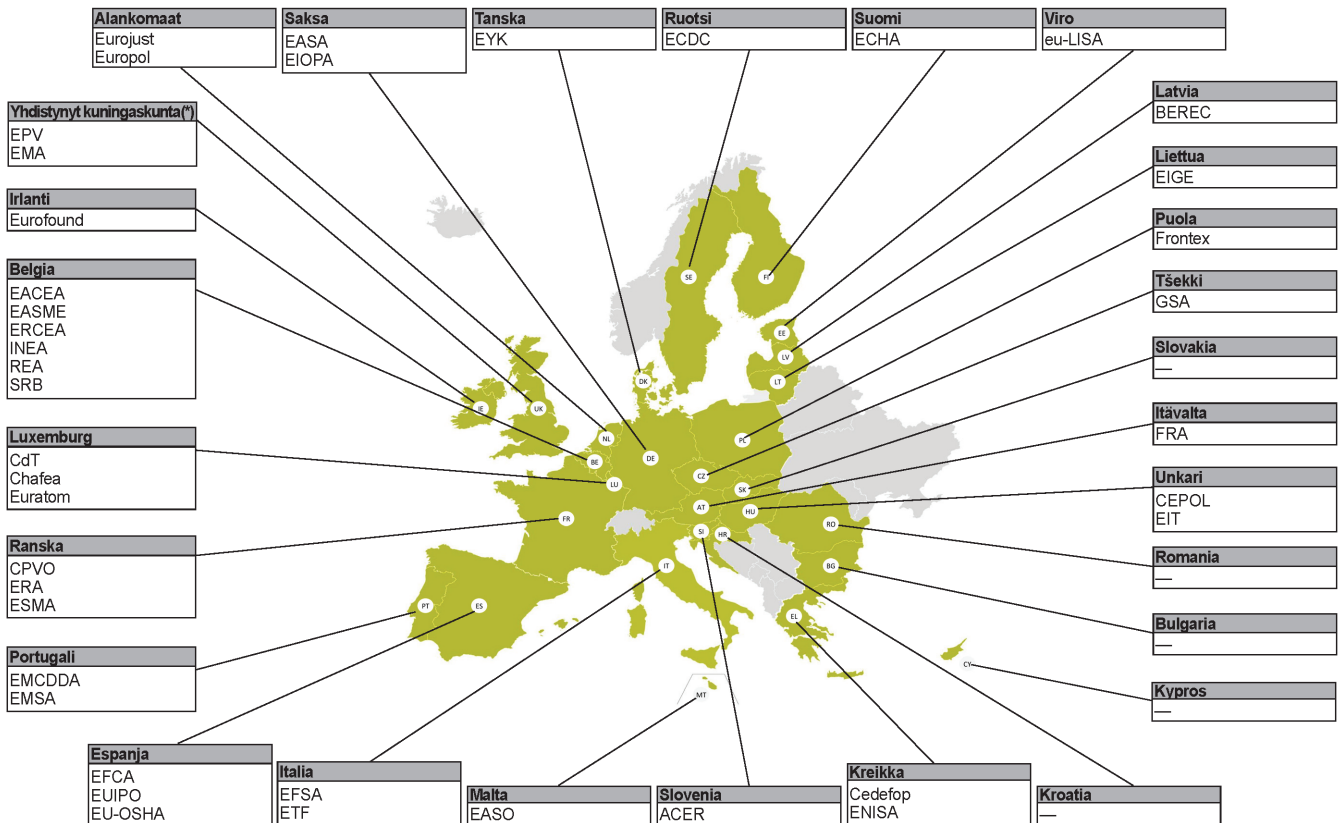 Alankomaat
Eurojust
Europol
Saksa
EASA
EIOPA
Tanska
EYK
Ruotsi
ECDC
Suomi
ECHA
Viro
eu-LISA
Yhdistynyt kuningaskunta(*)
EPV
EMA
Irlanti
Eurofound
Belgia
EACEA
EASME
ERCEA
INEA
REA
SRB
Luxemburg
CdT
Chafea
Euratom
Ranska
CPVO
ERA
ESMA
Portugali
EMCDDA
EMSA
Latvia
BEREC
Liettua
EIGE
Puola
Frontex
Tšekki
GSA
Slovakia
—
Itävalta
FRA
Unkari
CEPOL
EIT
Romania
—
Bulgaria
—
Kypros
—
SE
FI
EE
LV
LT
DK
IE
UK
NL
PL
DE
BE
CZ
LU
SK
AT
HU
FR
RO
SI
HR
IT
BG
PT
ES
EL
CY
MT
Espanja
EFCA
EUIPO
EU-OSHA
Italia
EFSA
ETF
Malta
EASO
Slovenia
ACER
Kreikka
Cedefop
ENISA
Kroatia
—